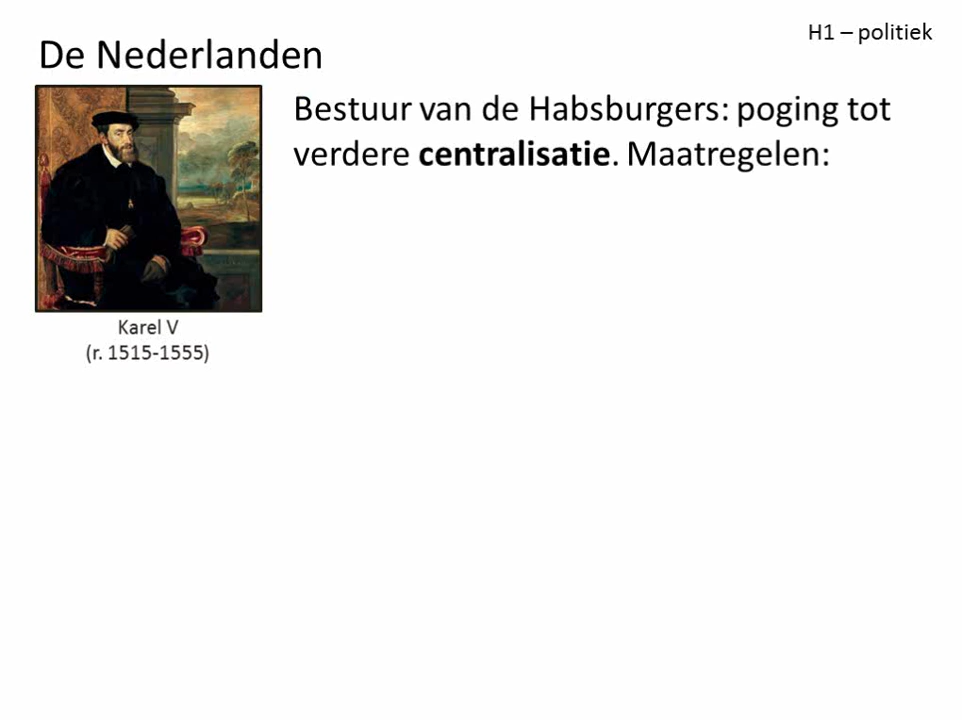 H1 – politiek
De Nederlanden
Bestuur van de Habsburgers: poging tot
verdere centralisatie. Maatregelen:
Karel V
(r. 1515-1555)